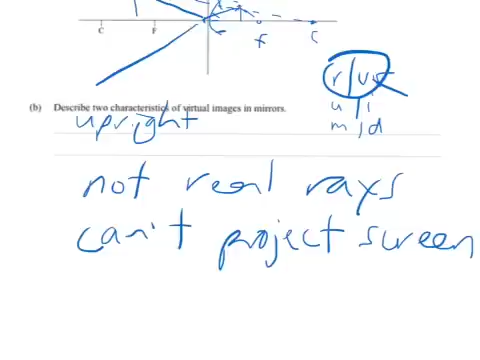 C F F C
r/v
u/i
m/d
(b) Describe two characteristics of virtual images in mirrors.
upright
not real rays
can't project screen